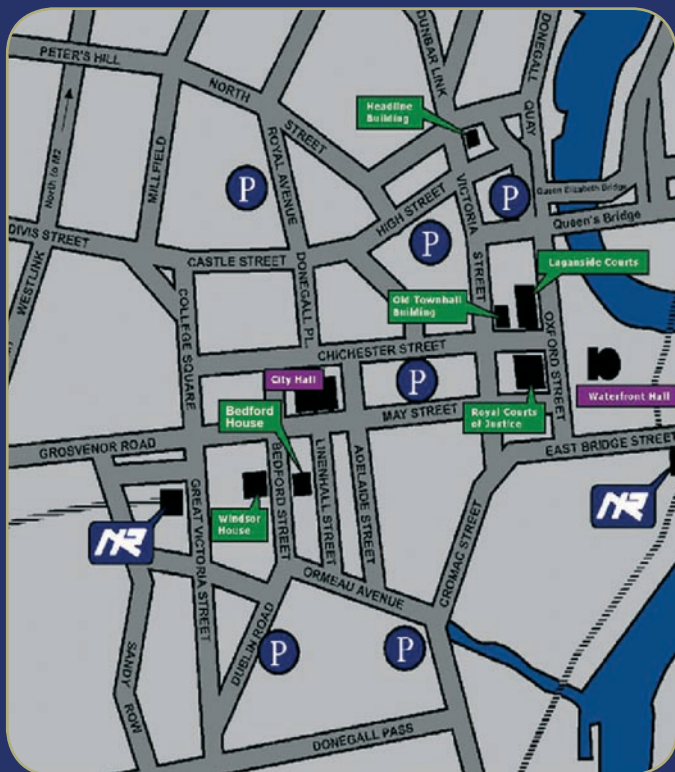 PETER'S HILL
NORTH
STREET
DUNBAR LINK
DONEGALL
QUAY
Headline
Building
North to M2
MILLFIELD
ROYAL AVENUE
P
P
P
HIGH STREET
VICTORIA
STREET
Queen Elizabeth Bridge
Queen's Bridge
DIVIS STREET
WESTLINK
CASTLE STREET
DONEGALL PL.
COLLEGE SQUARE
Laganside Courts
Old Townhall
Building
OXFORD STREET
CHICHESTER STREET
City Hall
P
Waterfront Hall
Bedford
House
MAY STREET
Royal Courts
of Justice
GROSVENOR ROAD
EAST BRIDGE STREET
BEDFORD STREET
LINENHALL STREET
ADELAIDE STREET
GREAT VICTORIA STREET
Windsor
House
NR
NR
CROMAC STREET
ORMEAU AVENUE
DUBLIN ROAD
P
P
SANDY
ROW
DONEGALL PASS